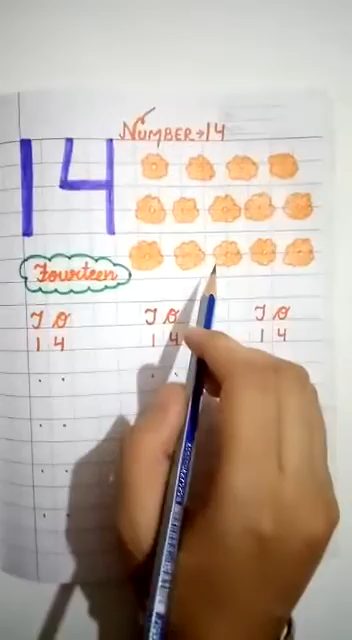 Number→14
14
Fourteen
T O T O T O
1 4 1 4 1 4